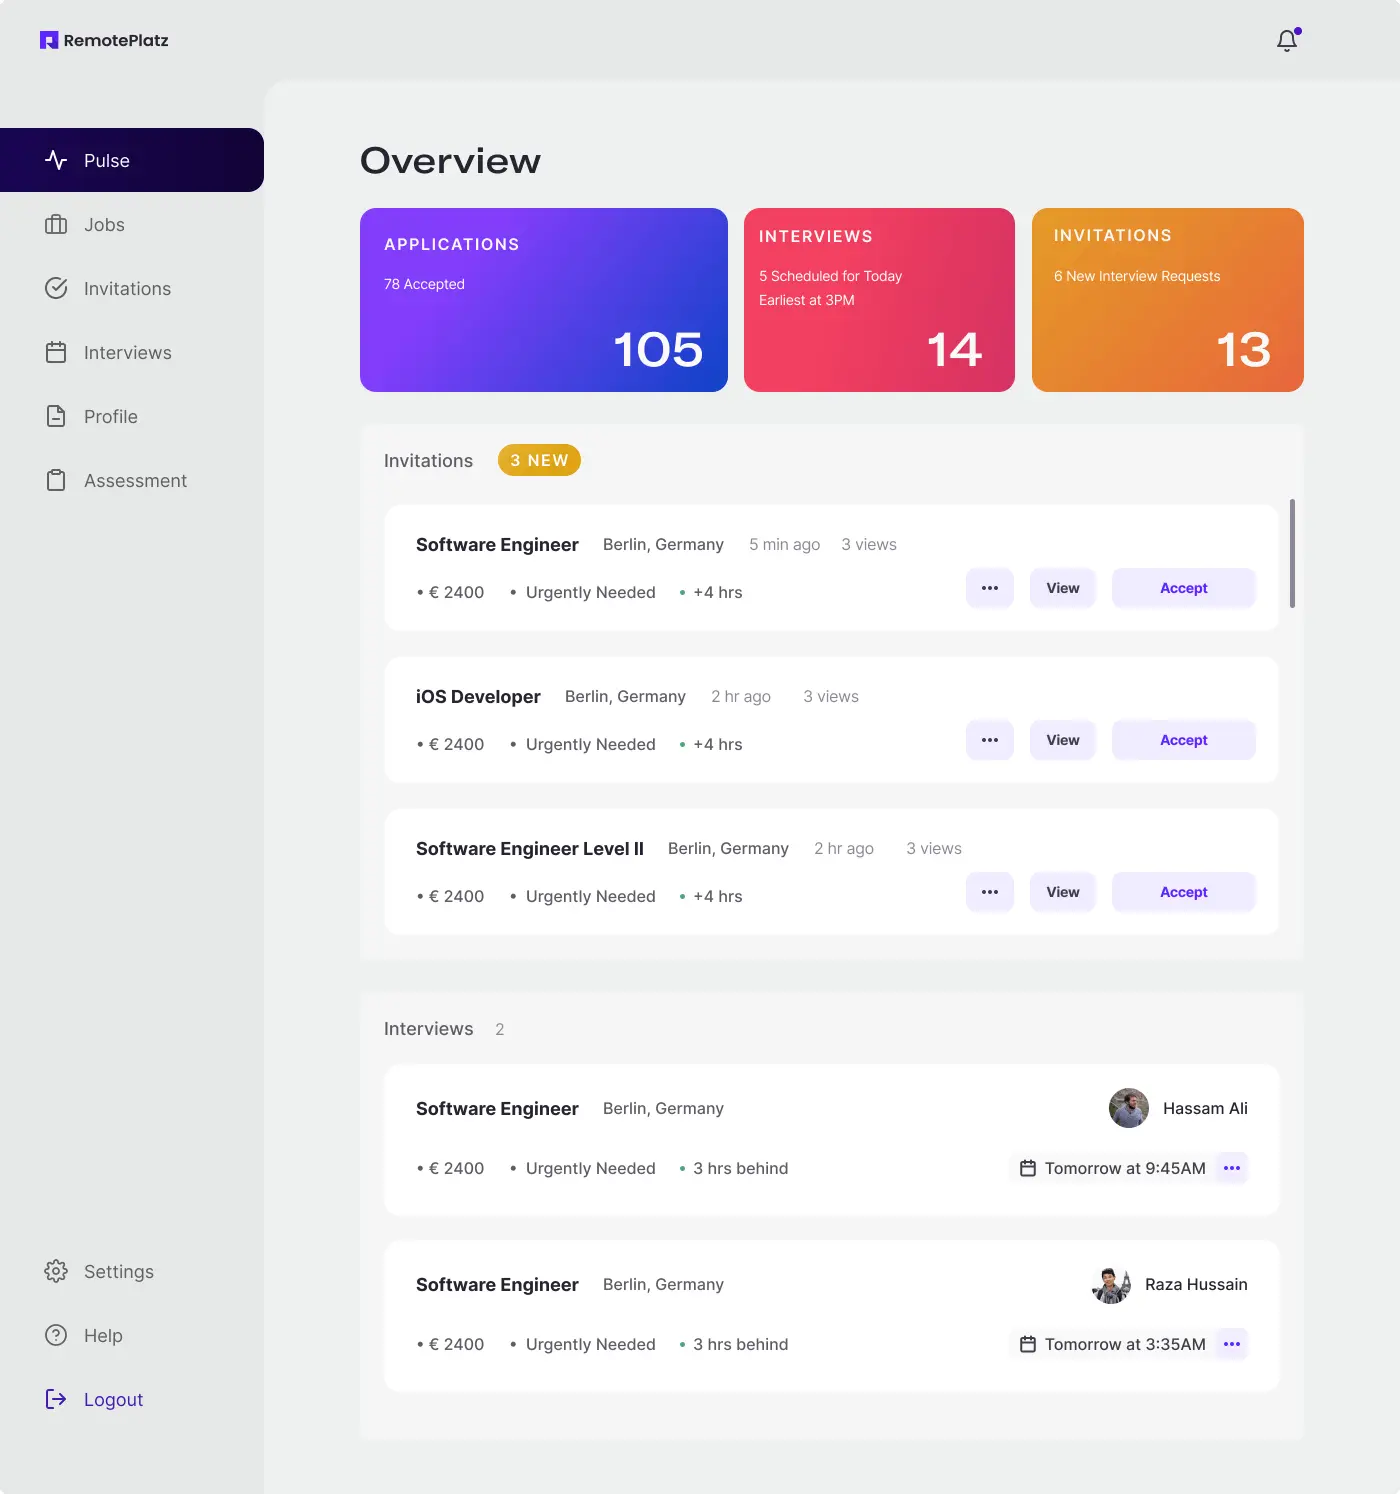 RemotePlatz
Pulse
Jobs
Invitations
Interviews
Profile
Assessment
Settings
Help
Logout
Overview
APPLICATIONS
78 Accepted
105
INTERVIEWS
5 Scheduled for Today
Earliest at 3PM
14
INVITATIONS
6 New Interview Requests
13
Invitations 3 NEW
Software Engineer Berlin, Germany 5 min ago 3 views
• € 2400 • Urgently Needed • +4 hrs
••• View Accept
iOS Developer Berlin, Germany 2 hr ago 3 views
• € 2400 • Urgently Needed • +4 hrs
••• View Accept
Software Engineer Level II Berlin, Germany 2 hr ago 3 views
• € 2400 • Urgently Needed • +4 hrs
••• View Accept
Interviews 2
Software Engineer Berlin, Germany Hassam Ali
• € 2400 • Urgently Needed • 3 hrs behind Tomorrow at 9:45AM •••
Software Engineer Berlin, Germany Raza Hussain
• € 2400 • Urgently Needed • 3 hrs behind Tomorrow at 3:35AM •••